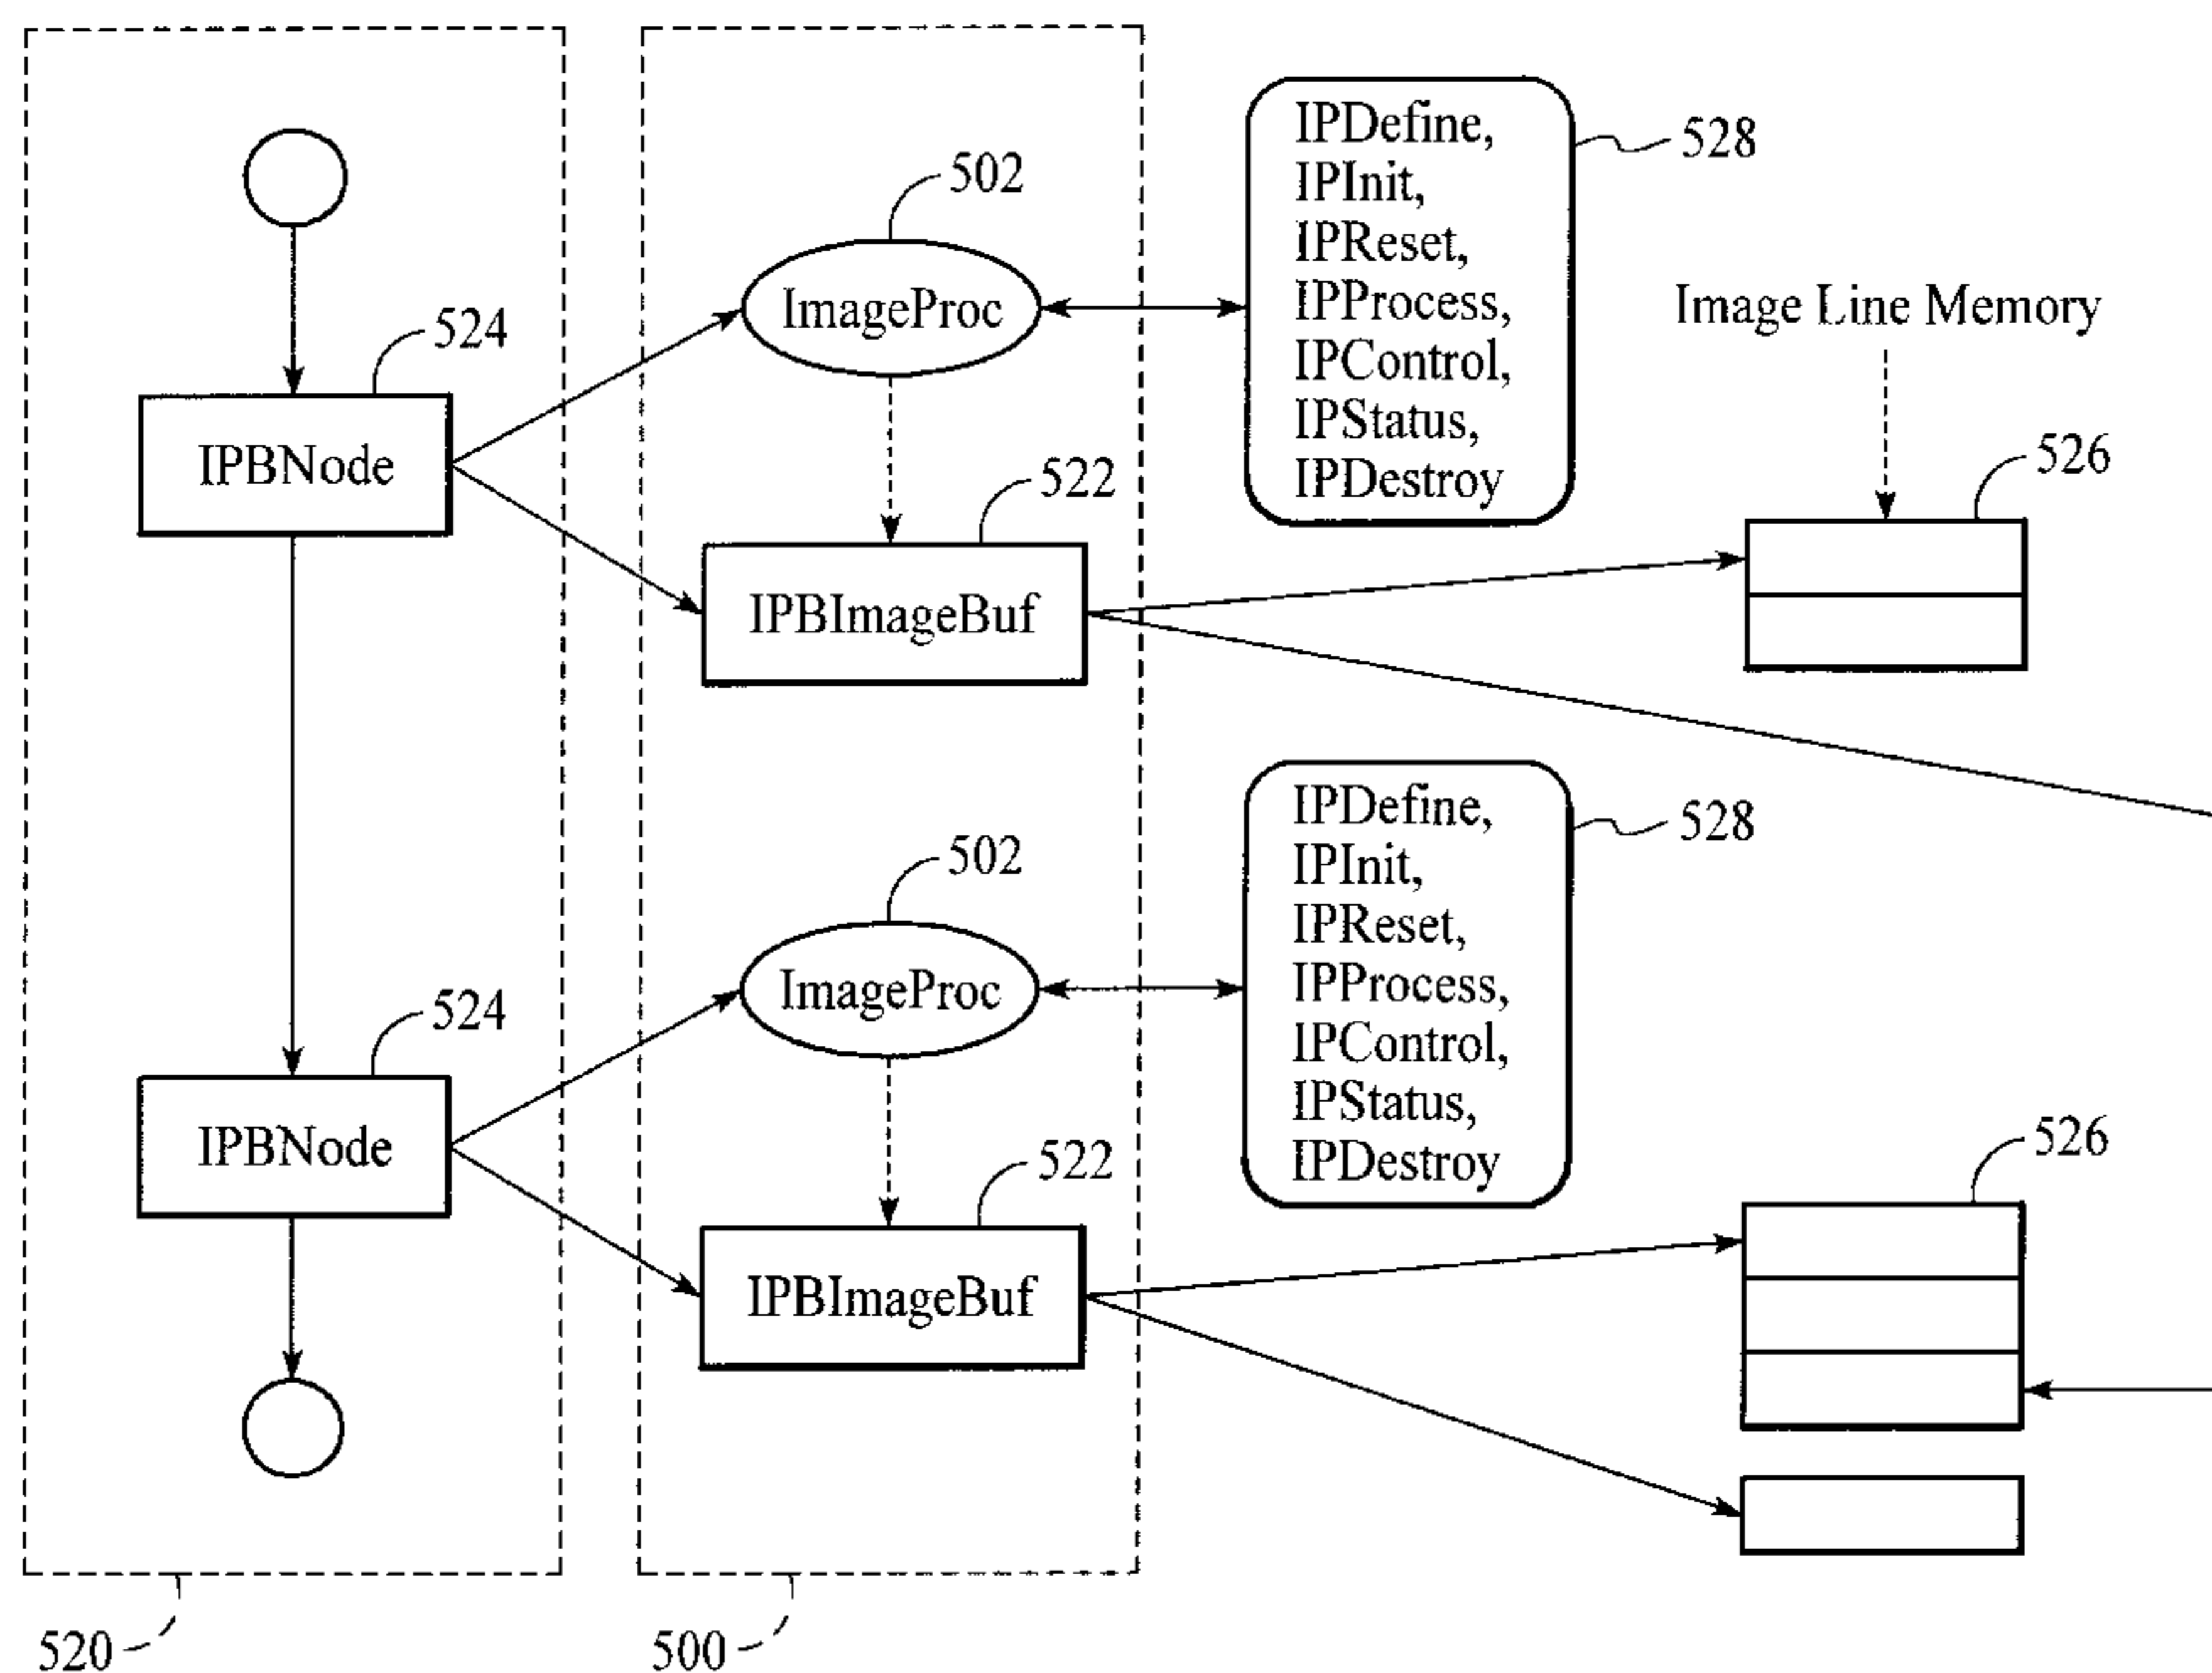 502
IPDefine,
IPInit,
IPReset,
IPProcess,
IPControl,
IPStatus,
IPDestroy
528
ImageProc
Image Line Memory
524
IPBNode
522
526
IPBImageBuf
502
IPDefine,
IPInit,
IPReset,
IPProcess,
IPControl,
IPStatus,
IPDestroy
528
ImageProc
524
IPBNode
522
526
IPBImageBuf
520
500